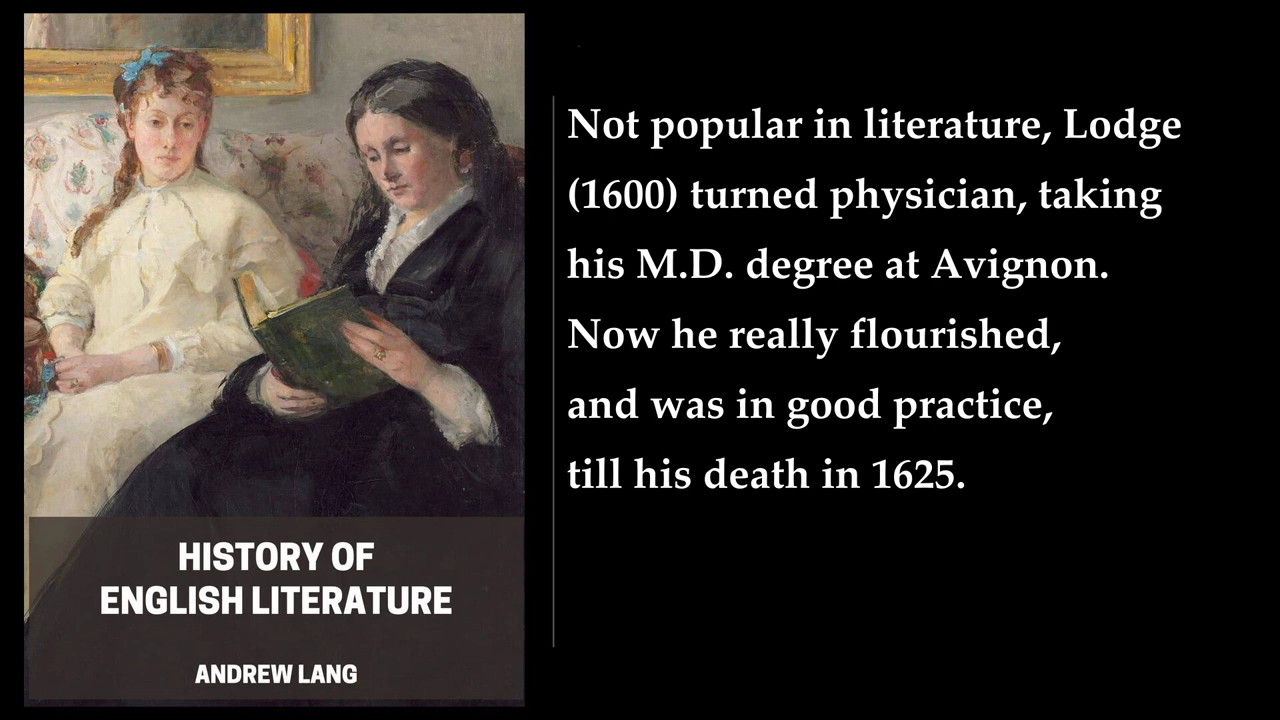 HISTORY OF
ENGLISH LITERATURE
ANDREW LANG
Not popular in literature, Lodge
(1600) turned physician, taking
his M.D. degree at Avignon.
Now he really flourished,
and was in good practice,
till his death in 1625.